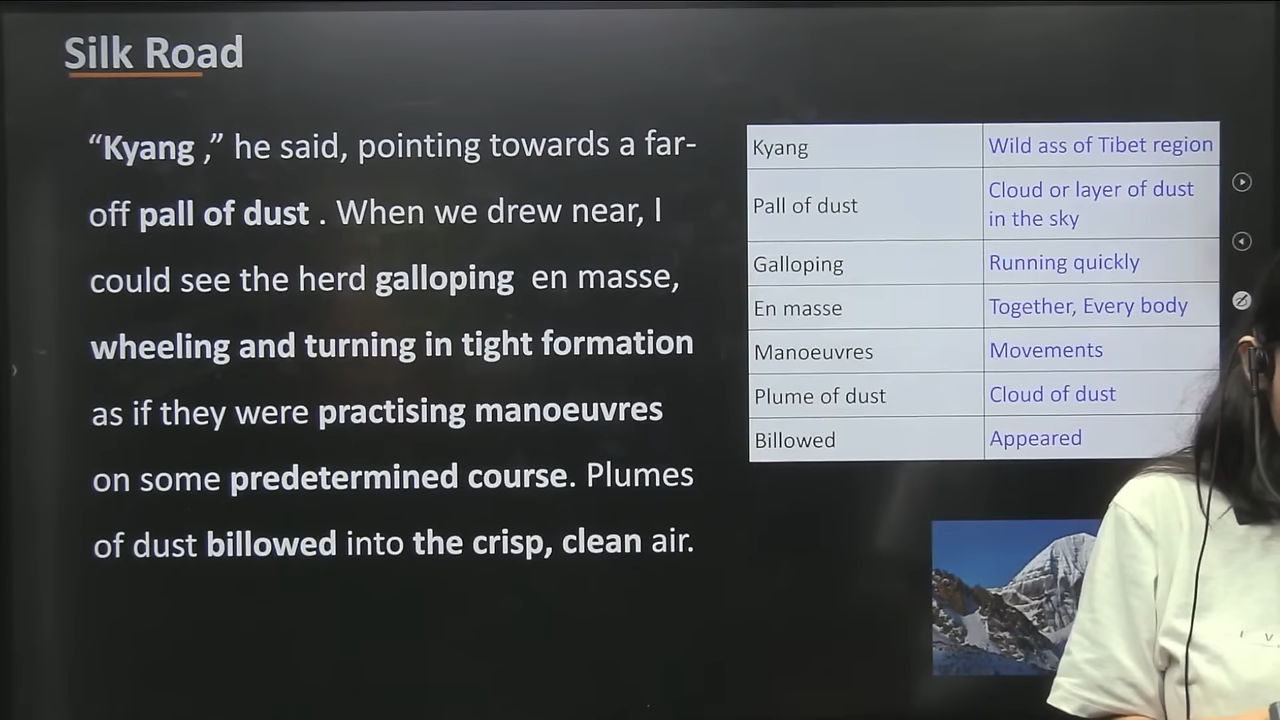 Silk Road
“Kyang ,” he said, pointing towards a far-
off pall of dust . When we drew near, I
could see the herd galloping en masse,
wheeling and turning in tight formation
as if they were practising manoeuvres
on some predetermined course. Plumes
of dust billowed into the crisp, clean air.
Kyang Wild ass of Tibet region
Pall of dust Cloud or layer of dust
in the sky
Galloping Running quickly
En masse Together, Every body
Manoeuvres Movements
Plume of dust Cloud of dust
Billowed Appeared